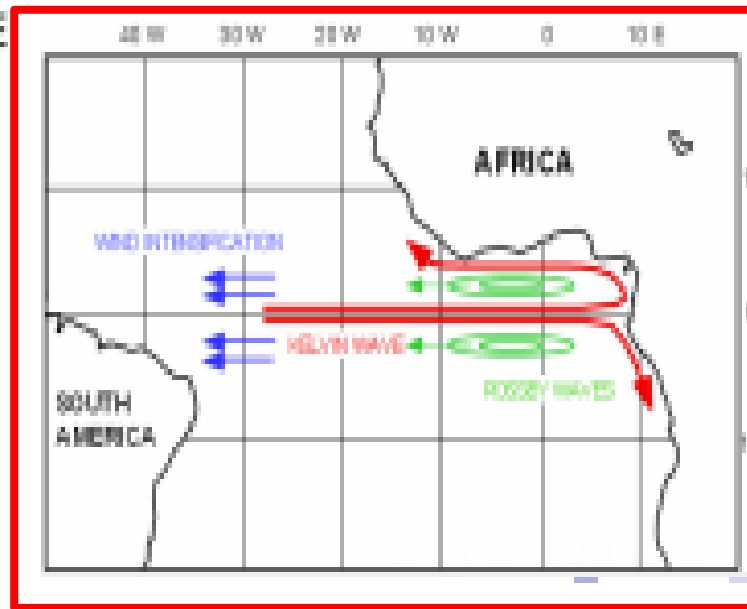 40 W 30 W 20 W 10 W 0 10 E
AFRICA
WIND INTENSIFICATION
KELVIN WAVE
ROSSBY WAVES
SOUTH
AMERICA